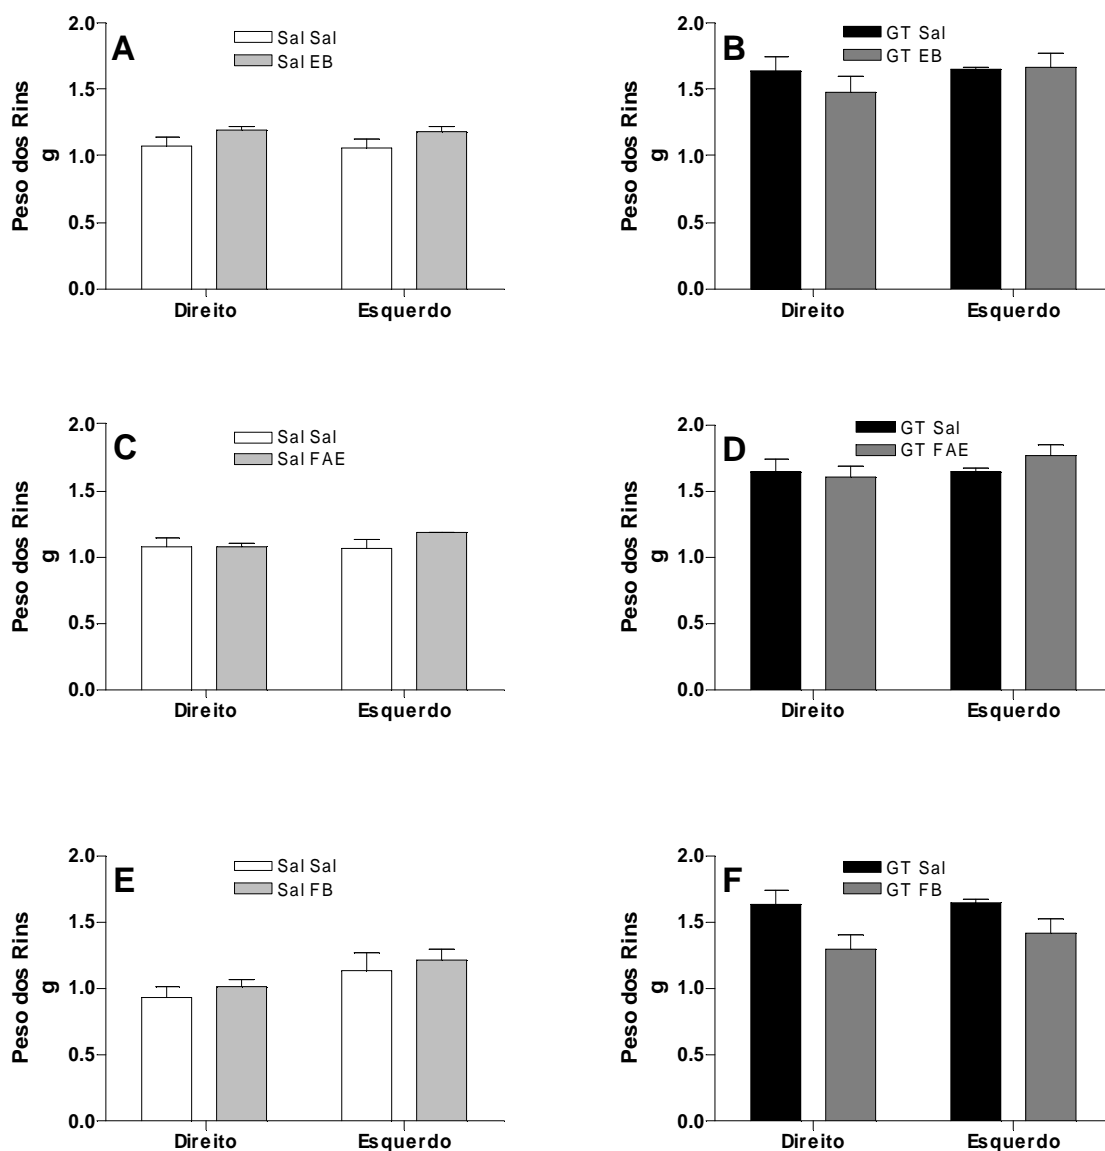 A
Sal Sal
Sal EB
Peso dos Rins
g
2.0
1.5
1.0
0.5
0.0
Direito
Esquerdo
B
GT Sal
GT EB
Peso dos Rins
g
2.0
1.5
1.0
0.5
0.0
Direito
Esquerdo
C
Sal Sal
Sal FAE
Peso dos Rins
g
2.0
1.5
1.0
0.5
0.0
Direito
Esquerdo
D
GT Sal
GT FAE
Peso dos Rins
g
2.0
1.5
1.0
0.5
0.0
Direito
Esquerdo
E
Sal Sal
Sal FB
Peso dos Rins
g
2.0
1.5
1.0
0.5
0.0
Direito
Esquerdo
F
GT Sal
GT FB
Peso dos Rins
g
2.0
1.5
1.0
0.5
0.0
Direito
Esquerdo